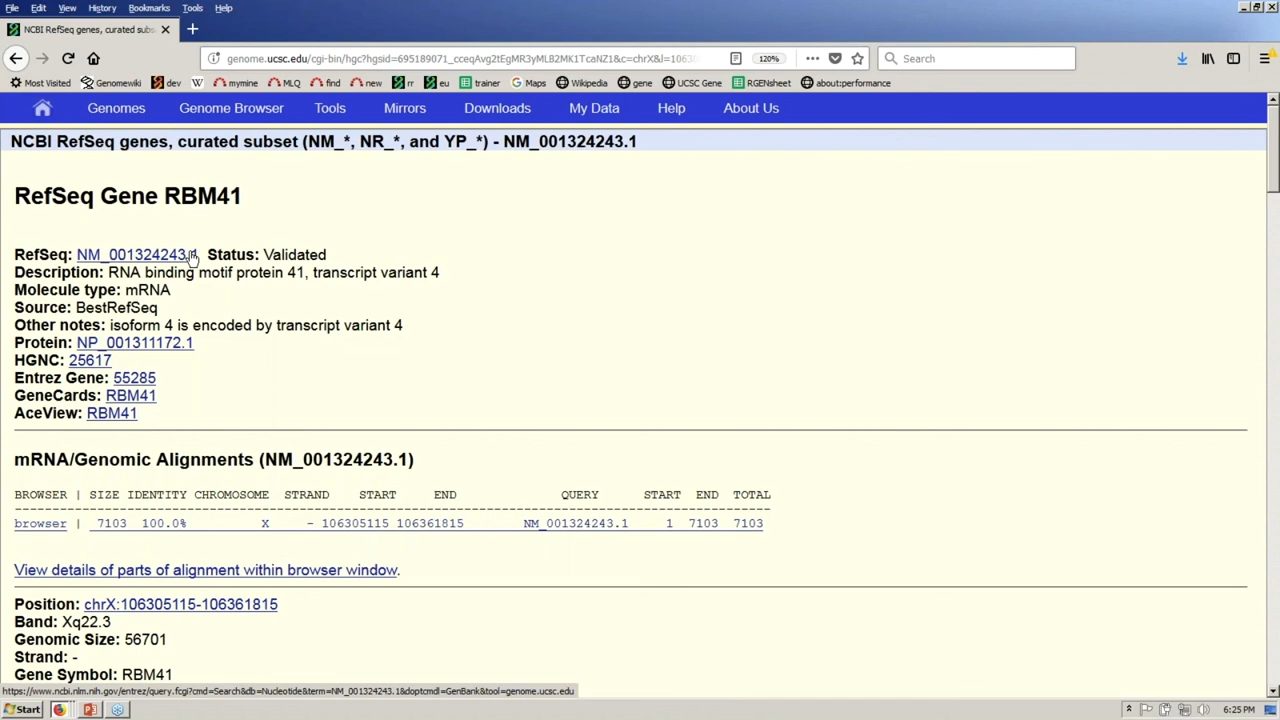 File Edit View History Bookmarks Tools Help
NCBI RefSeq genes, curated subs
genome.ucsc.edu/cgi-bin/hgc?hgsid=695189071_cceqAvg2tEgMR3yMLB2MK1TcaNZ1&c=chrX&l=1063 120% Search
Most Visited Genomewiki dev W mymine MLQ find new rr eu trainer Maps Wikipedia gene UCSC Gene RGENsheet about:performance
Genomes Genome Browser Tools Mirrors Downloads My Data Help About Us
NCBI RefSeq genes, curated subset (NM_*, NR_*, and YP_*) - NM_001324243.1
RefSeq Gene RBM41
RefSeq: NM_001324243.1 Status: Validated
Description: RNA binding motif protein 41, transcript variant 4
Molecule type: mRNA
Source: BestRefSeq
Other notes: isoform 4 is encoded by transcript variant 4
Protein: NP_001311172.1
HGNC: 25617
Entrez Gene: 55285
GeneCards: RBM41
AceView: RBM41
mRNA/Genomic Alignments (NM_001324243.1)
BROWSER | SIZE IDENTITY CHROMOSOME STRAND START END QUERY START END TOTAL
-----------------------------------------------------------------------------------------------------
browser | 7103 100.0% X - 106305115 106361815 NM_001324243.1 1 7103 7103
View details of parts of alignment within browser window.
Position: chrX:106305115-106361815
Band: Xq22.3
Genomic Size: 56701
Strand: -
Gene Symbol: RBM41
https://www.ncbi.nlm.nih.gov/entrez/query.fcgi?cmd=Search&db=Nucleotide&term=NM_001324243.1&doptcmdl=GenBank&tool=genome.ucsc.edu
Start 6:25 PM